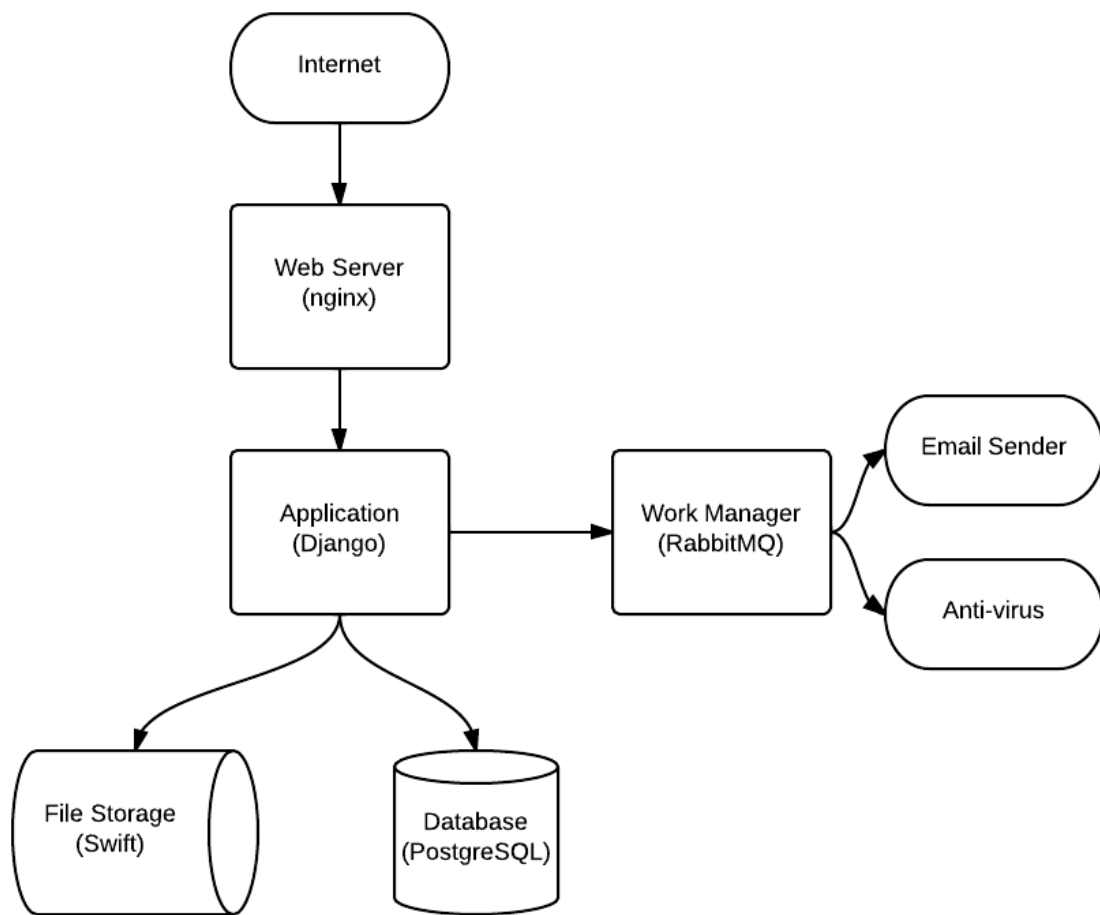 Internet
Web Server
(nginx)
Application
(Django)
Work Manager
(RabbitMQ)
Email Sender
Anti-virus
File Storage
(Swift)
Database
(PostgreSQL)